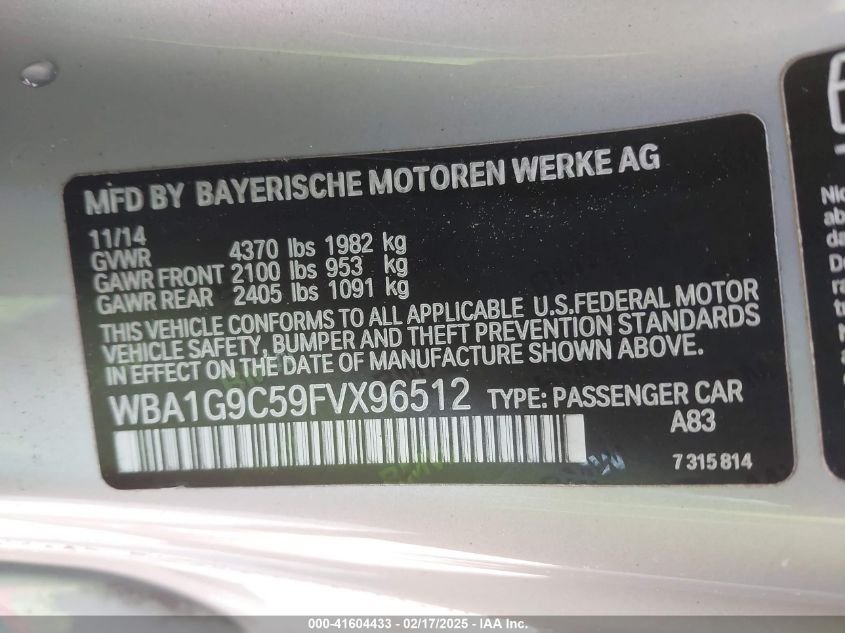 MFD BY BAYERISCHE MOTOREN WERKE AG
11/14
GVWR 4370 lbs 1982 kg
GAWR FRONT 2100 lbs 953 kg
GAWR REAR 2405 lbs 1091 kg
THIS VEHICLE CONFORMS TO ALL APPLICABLE U.S.FEDERAL MOTOR
VEHICLE SAFETY, BUMPER AND THEFT PREVENTION STANDARDS
IN EFFECT ON THE DATE OF MANUFACTURE SHOWN ABOVE.
WBA1G9C59FVX96512 TYPE: PASSENGER CAR
A83
7315814
000-41604433 - 02/17/2025 - IAA Inc.